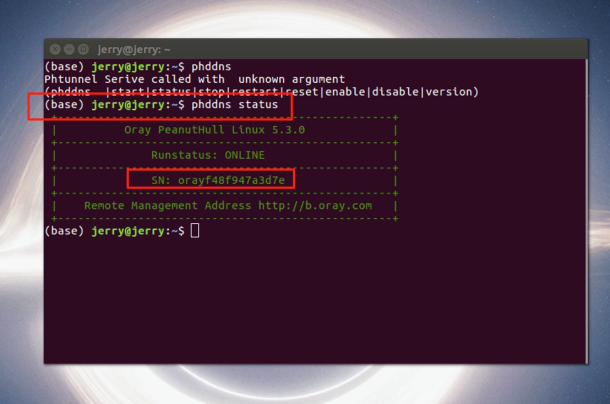 jerry@jerry: ~
(base) jerry@jerry:~$ phddns
Phtunnel Serive called with  unknown argument
(phddns  |start|status|stop|restart|reset|enable|disable|version)
(base) jerry@jerry:~$ phddns status
+--------------------------------------------------+
|          Oray PeanutHull Linux 5.3.0             |
+--------------------------------------------------+
|              Runstatus: ONLINE                   |
+--------------------------------------------------+
|              SN: orayf48f947a3d7e                |
+--------------------------------------------------+
|    Remote Management Address http://b.oray.com   |
+--------------------------------------------------+
(base) jerry@jerry:~$